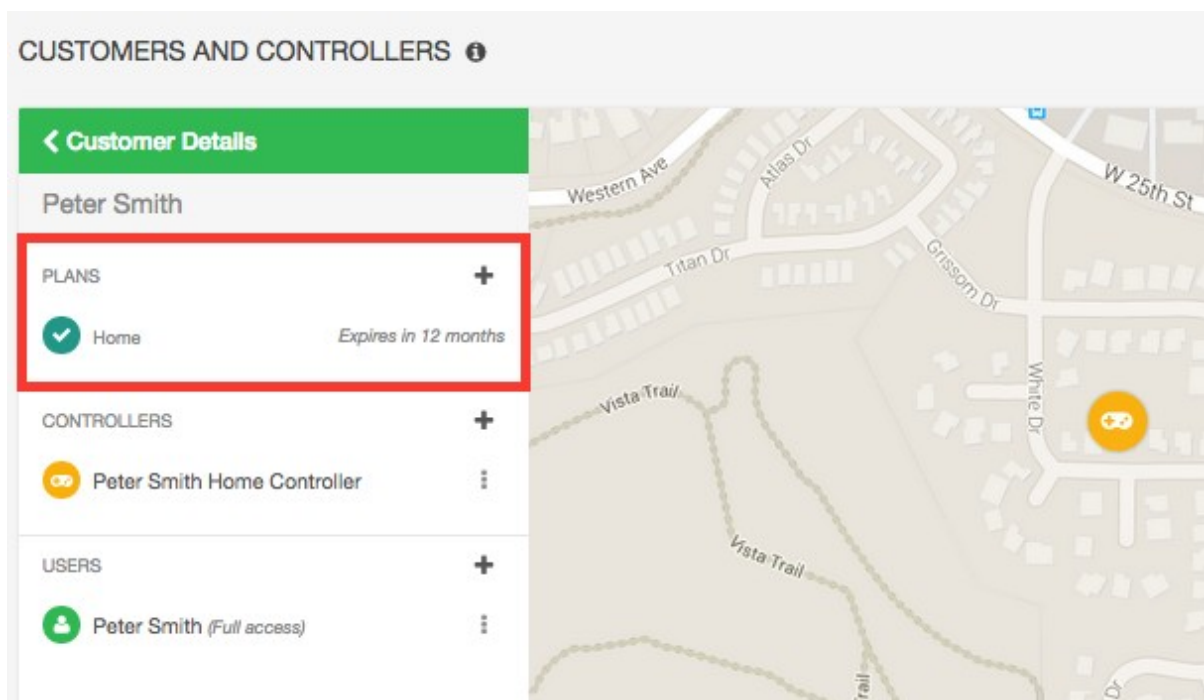 CUSTOMERS AND CONTROLLERS
Customer Details
Peter Smith
PLANS
Home Expires in 12 months
CONTROLLERS
Peter Smith Home Controller
USERS
Peter Smith (Full access)
Western Ave
Atlas Dr
W 25th St
Titan Dr
Grissom Dr
White Dr
Vista Trail
Vista Trail
rail
Dr